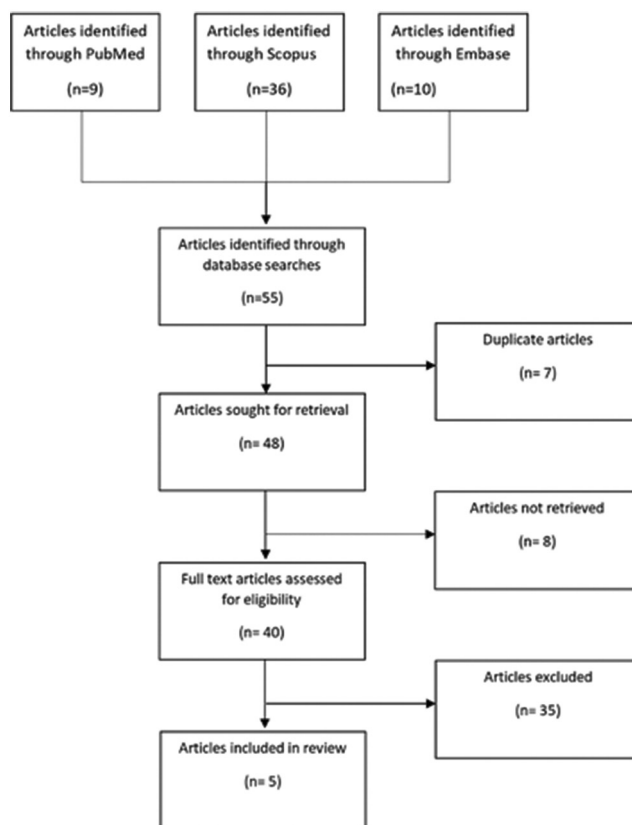 Articles identified
through PubMed
(n=9)
Articles identified
through Scopus
(n=36)
Articles identified
through Embase
(n=10)
Articles identified through
database searches
(n=55)
Duplicate articles
(n= 7)
Articles sought for retrieval
(n= 48)
Articles not retrieved
(n= 8)
Full text articles assessed
for eligibility
(n= 40)
Articles excluded
(n= 35)
Articles included in review
(n= 5)